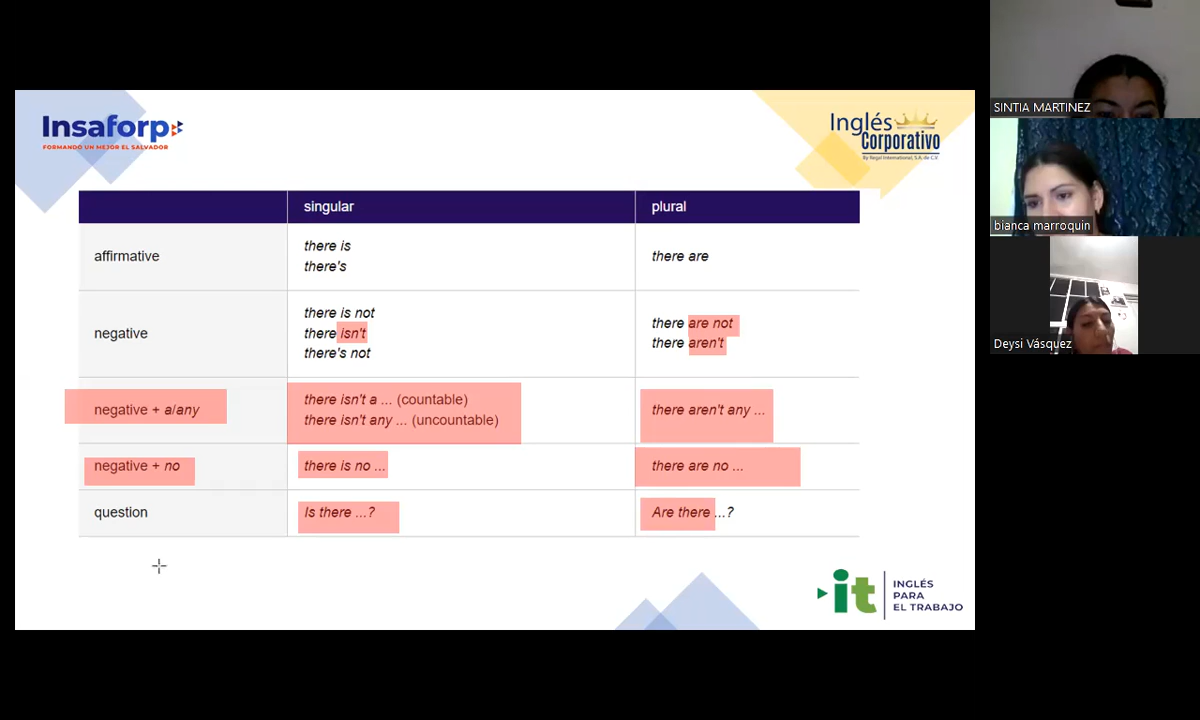 Insaforp
FORMANDO UN MEJOR EL SALVADOR
Inglés
Corporativo
By Regal International, S.A. de C.V.
singular plural
affirmative
there is
there's
there are
negative
there is not
there isn't
there's not
there are not
there aren't
negative + a/any
there isn't a ... (countable)
there isn't any ... (uncountable)
there aren't any ...
negative + no there is no ... there are no ...
question Is there ...? Are there ...?
it
INGLÉS
PARA
EL TRABAJO
SINTIA MARTINEZ
bianca marroquin
Deysi Vásquez